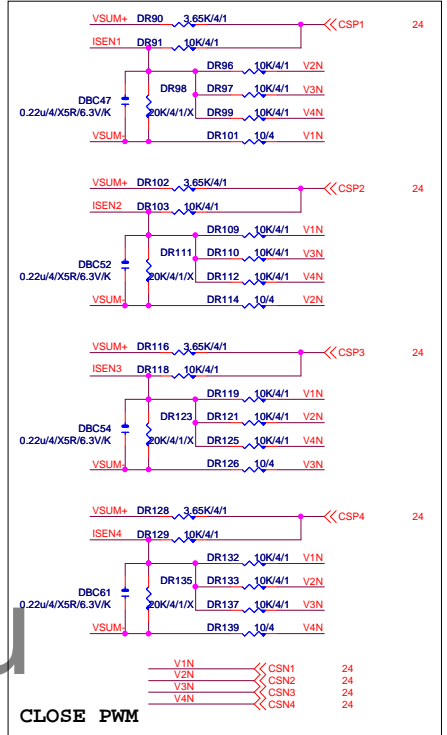 VSUM+ DR90 3.65K/4/1 CSP1 24
ISEN1 DR91 10K/4/1
DR96 10K/4/1 V2N
DBC47 DR98 DR97 10K/4/1 V3N
0.22u/4/X5R/6.3V/K 20K/4/1/X DR99 10K/4/1 V4N
VSUM- DR101 10/4 V1N
VSUM+ DR102 3.65K/4/1 CSP2 24
ISEN2 DR103 10K/4/1
DR109 10K/4/1 V1N
DBC52 DR111 DR110 10K/4/1 V3N
0.22u/4/X5R/6.3V/K 20K/4/1/X DR112 10K/4/1 V4N
VSUM- DR114 10/4 V2N
VSUM+ DR116 3.65K/4/1 CSP3 24
ISEN3 DR118 10K/4/1
DR119 10K/4/1 V1N
DBC54 DR123 DR121 10K/4/1 V2N
0.22u/4/X5R/6.3V/K 20K/4/1/X DR125 10K/4/1 V4N
VSUM- DR126 10/4 V3N
VSUM+ DR128 3.65K/4/1 CSP4 24
ISEN4 DR129 10K/4/1
DR132 10K/4/1 V1N
DBC61 DR135 DR133 10K/4/1 V2N
0.22u/4/X5R/6.3V/K 20K/4/1/X DR137 10K/4/1 V3N
VSUM- DR139 10/4 V4N
V1N CSN1 24
V2N CSN2 24
V3N CSN3 24
V4N CSN4 24
CLOSE PWM
u